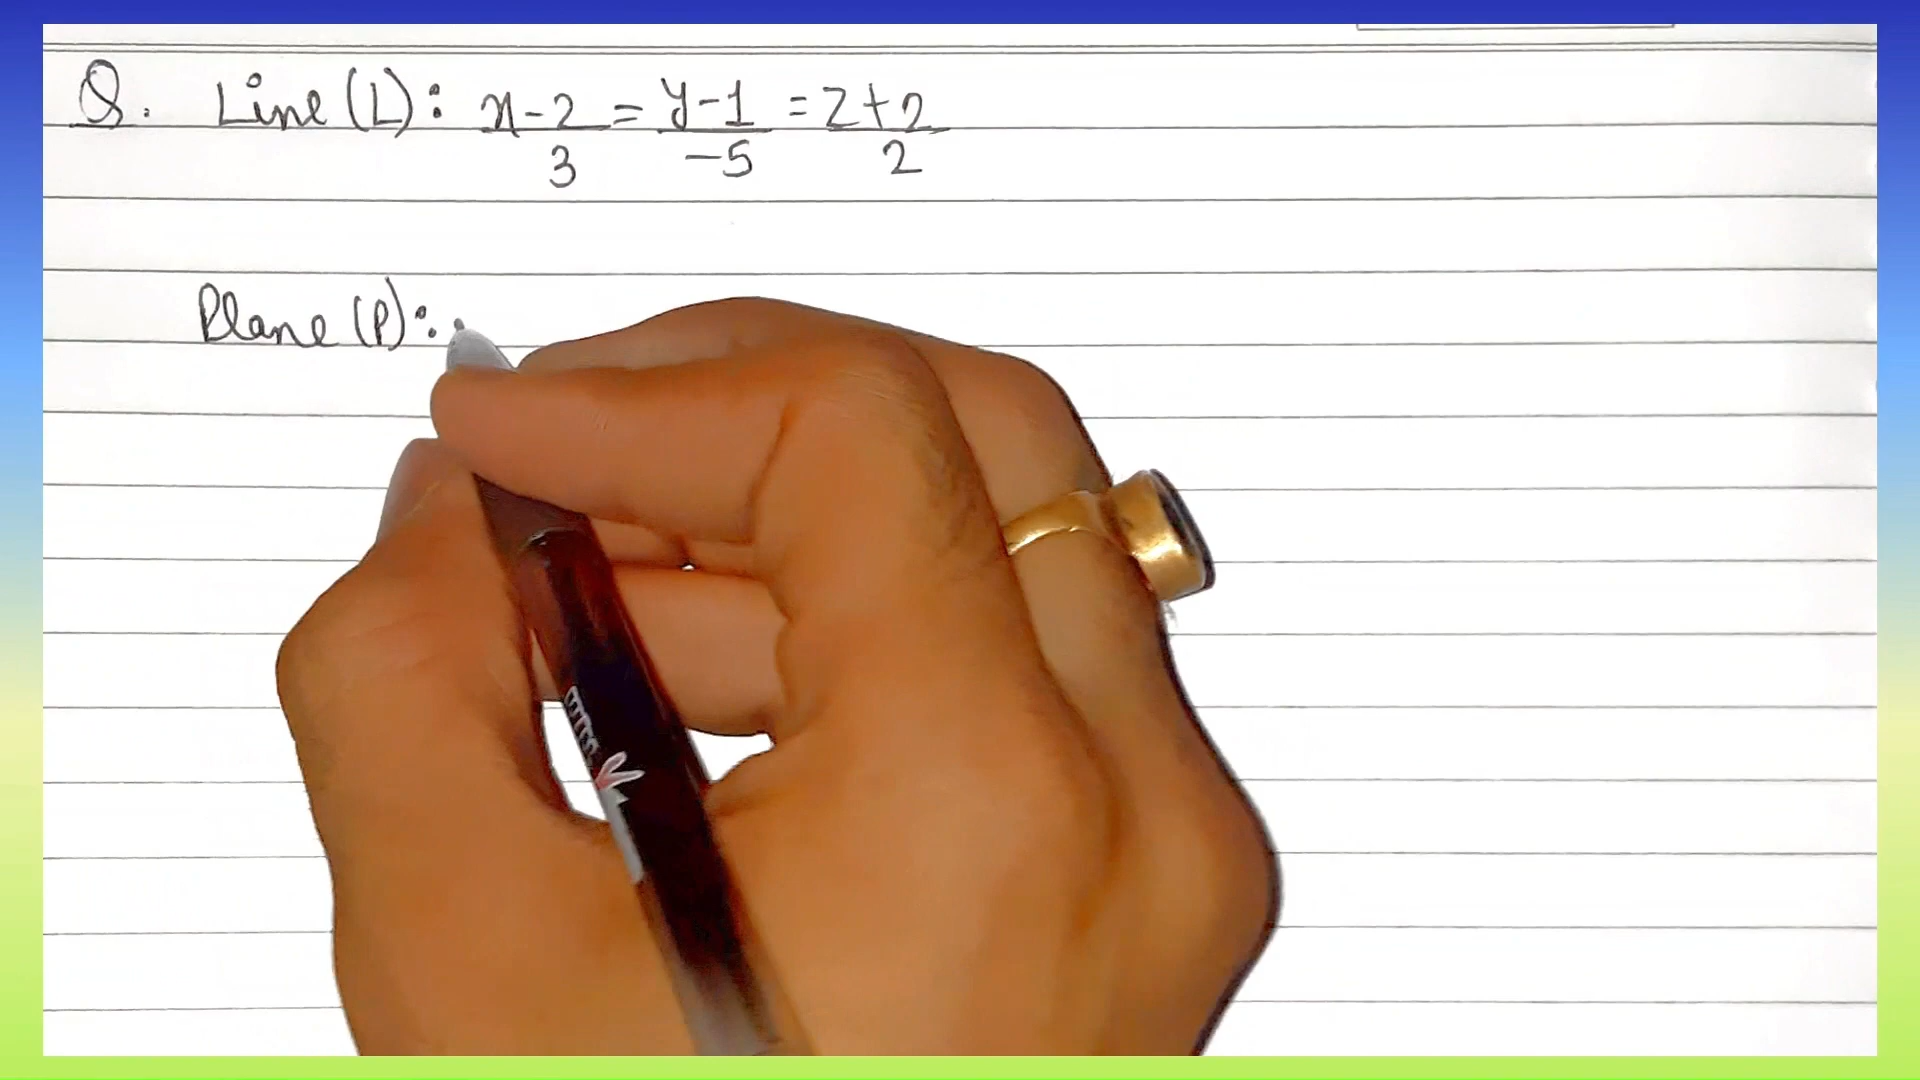 Q. Line (L): x-2 = y-1 = z+2
3 -5 2
Plane (P):